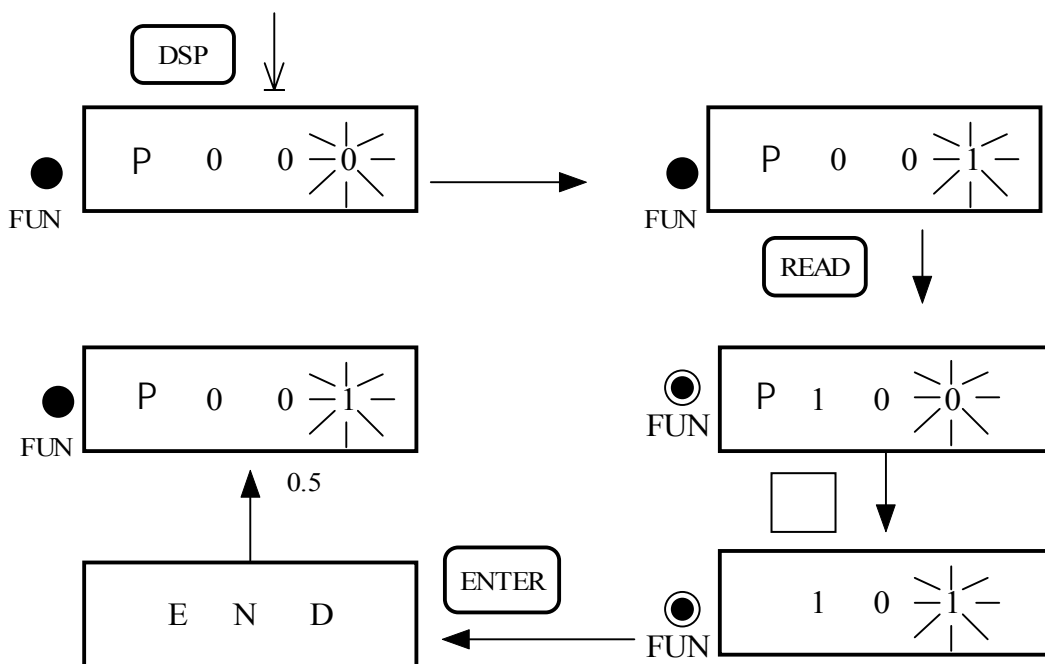 DSP
P 0 0 0
FUN
P 0 0 1
FUN
READ
P 0 0 1
FUN
P 1 0 0
FUN
0.5
ENTER
E N D
1 0 1
FUN